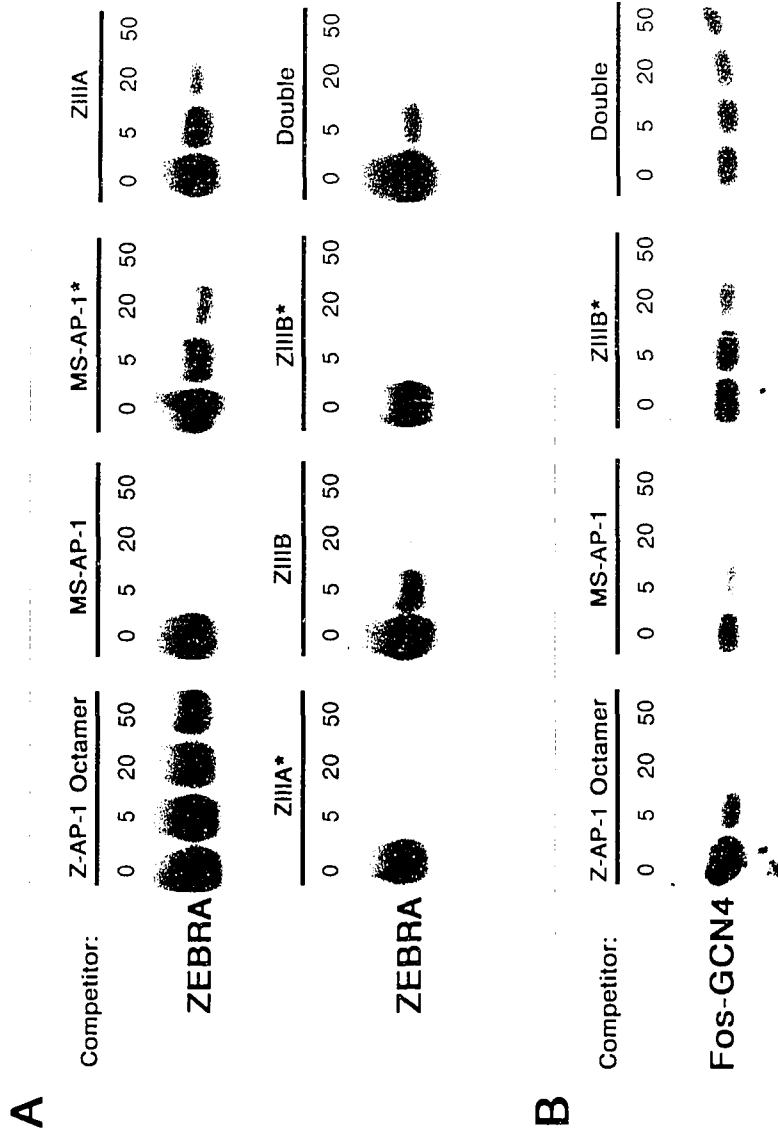 A
Competitor:
Z-AP-1 Octamer MS-AP-1 MS-AP-1* ZIIIA
0 5 20 50 0 5 20 50 0 5 20 50 0 5 20 50
ZEBRA
ZIIIA* ZIIIB ZIIIB* Double
0 5 20 50 0 5 20 50 0 5 20 50 0 5 20 50
ZEBRA
B
Competitor:
Z-AP-1 Octamer MS-AP-1 ZIIIB* Double
0 5 20 50 0 5 20 50 0 5 20 50 0 5 20 50
Fos-GCN4